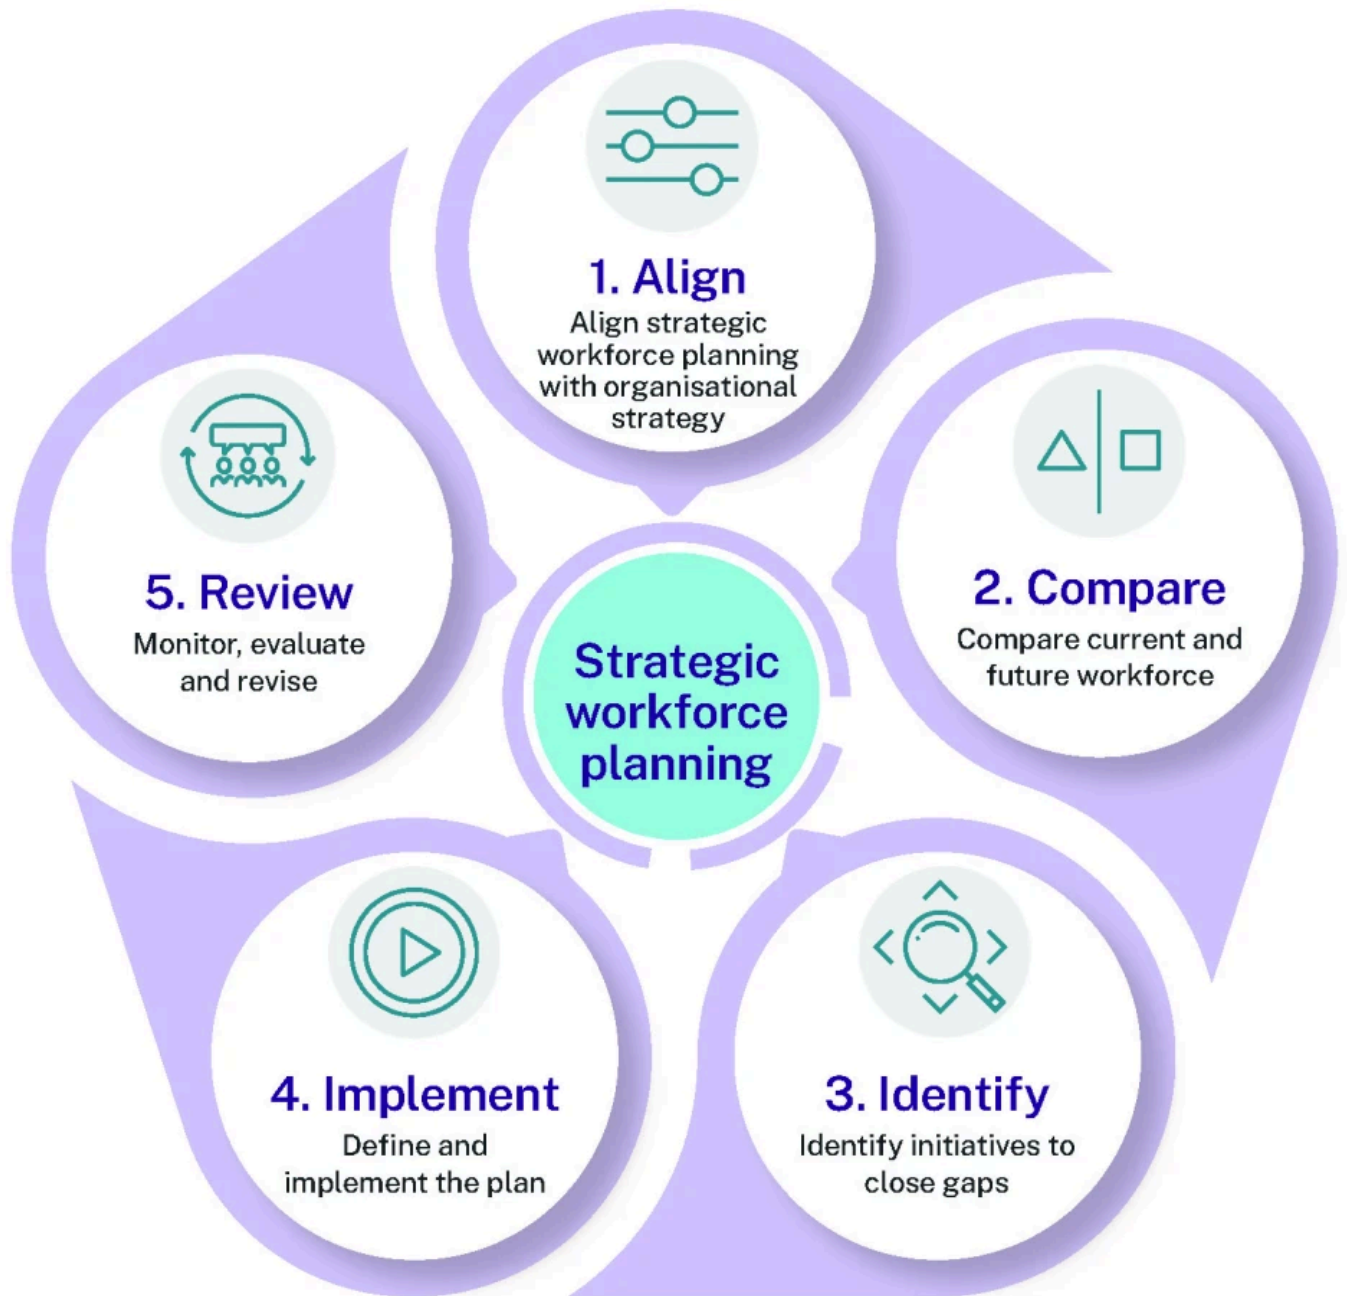 1. Align
Align strategic
workforce planning
with organisational
strategy
2. Compare
Compare current and
future workforce
3. Identify
Identify initiatives to
close gaps
4. Implement
Define and
implement the plan
5. Review
Monitor, evaluate
and revise
Strategic
workforce
planning